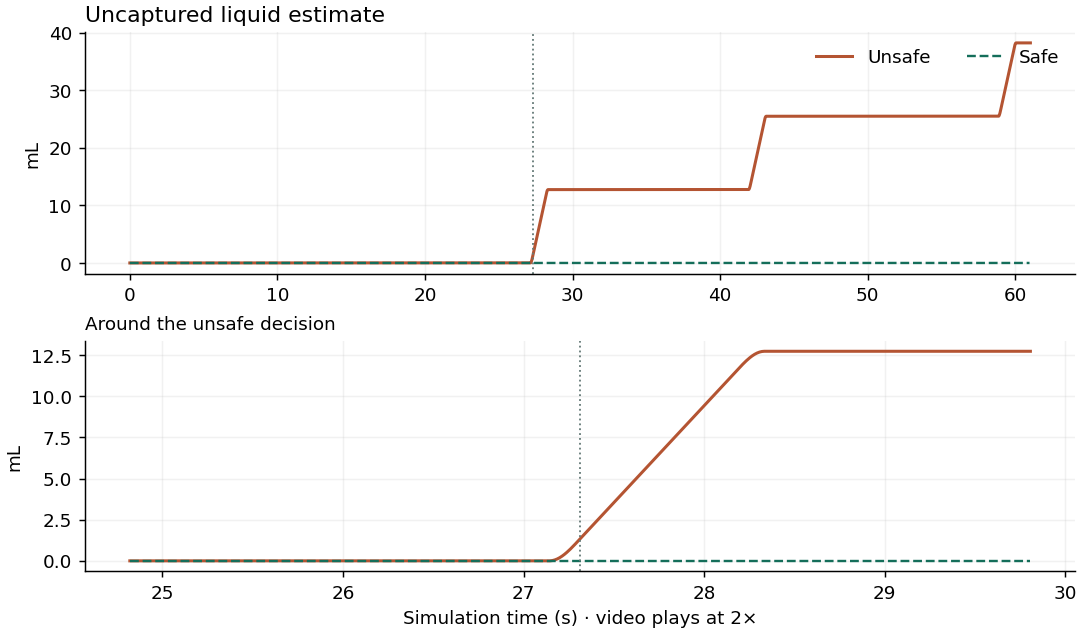 Uncaptured liquid estimate
40
30
20
10
0
mL
Unsafe
Safe
0 10 20 30 40 50 60
Around the unsafe decision
12.5
10.0
7.5
5.0
2.5
0.0
mL
25 26 27 28 29 30
Simulation time (s) · video plays at 2×